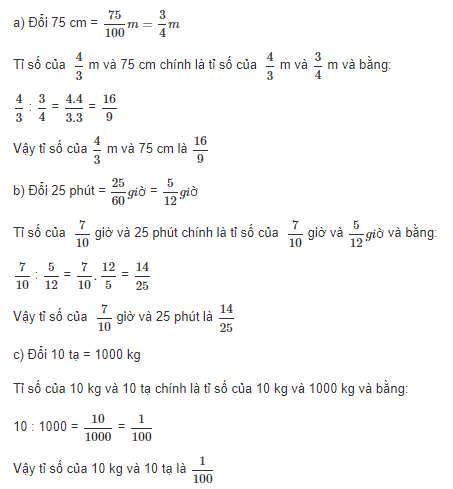 a) Đổi 75 cm = 75/100 m = 3/4 m
Tỉ số của 4/3 m và 75 cm chính là tỉ số của 4/3 m và 3/4 m và bằng:
4/3 : 3/4 = 4.4/3.3 = 16/9
Vậy tỉ số của 4/3 m và 75 cm là 16/9
b) Đổi 25 phút = 25/60 giờ = 5/12 giờ
Tỉ số của 7/10 giờ và 25 phút chính là tỉ số của 7/10 giờ và 5/12 giờ và bằng:
7/10 : 5/12 = 7/10 . 12/5 = 14/25
Vậy tỉ số của 7/10 giờ và 25 phút là 14/25
c) Đổi 10 tạ = 1000 kg
Tỉ số của 10 kg và 10 tạ chính là tỉ số của 10 kg và 1000 kg và bằng:
10 : 1000 = 10/1000 = 1/100
Vậy tỉ số của 10 kg và 10 tạ là 1/100